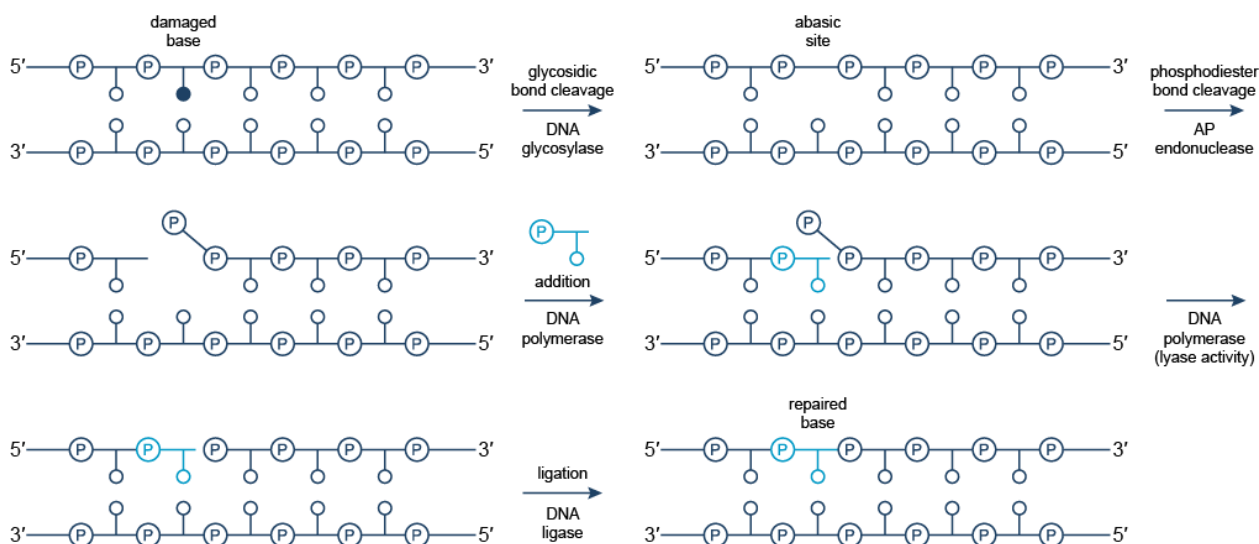 damaged
base
5′ P P P P P P 3′
3′ P P P P P P 5′
glycosidic
bond cleavage
DNA
glycosylase
abasic
site
5′ P P P P P P 3′
3′ P P P P P P 5′
phosphodiester
bond cleavage
AP
endonuclease
P
5′ P P P P P 3′
3′ P P P P P P 5′
P
addition
DNA
polymerase
P
5′ P P P P P P 3′
3′ P P P P P P 5′
DNA
polymerase
(lyase activity)
5′ P P P P P P 3′
3′ P P P P P P 5′
ligation
DNA
ligase
repaired
base
5′ P P P P P P 3′
3′ P P P P P P 5′